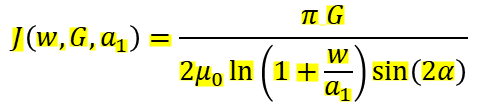 J(w, G, a₁) = π G / (2μ₀ ln(1 + w/a₁) sin(2α))